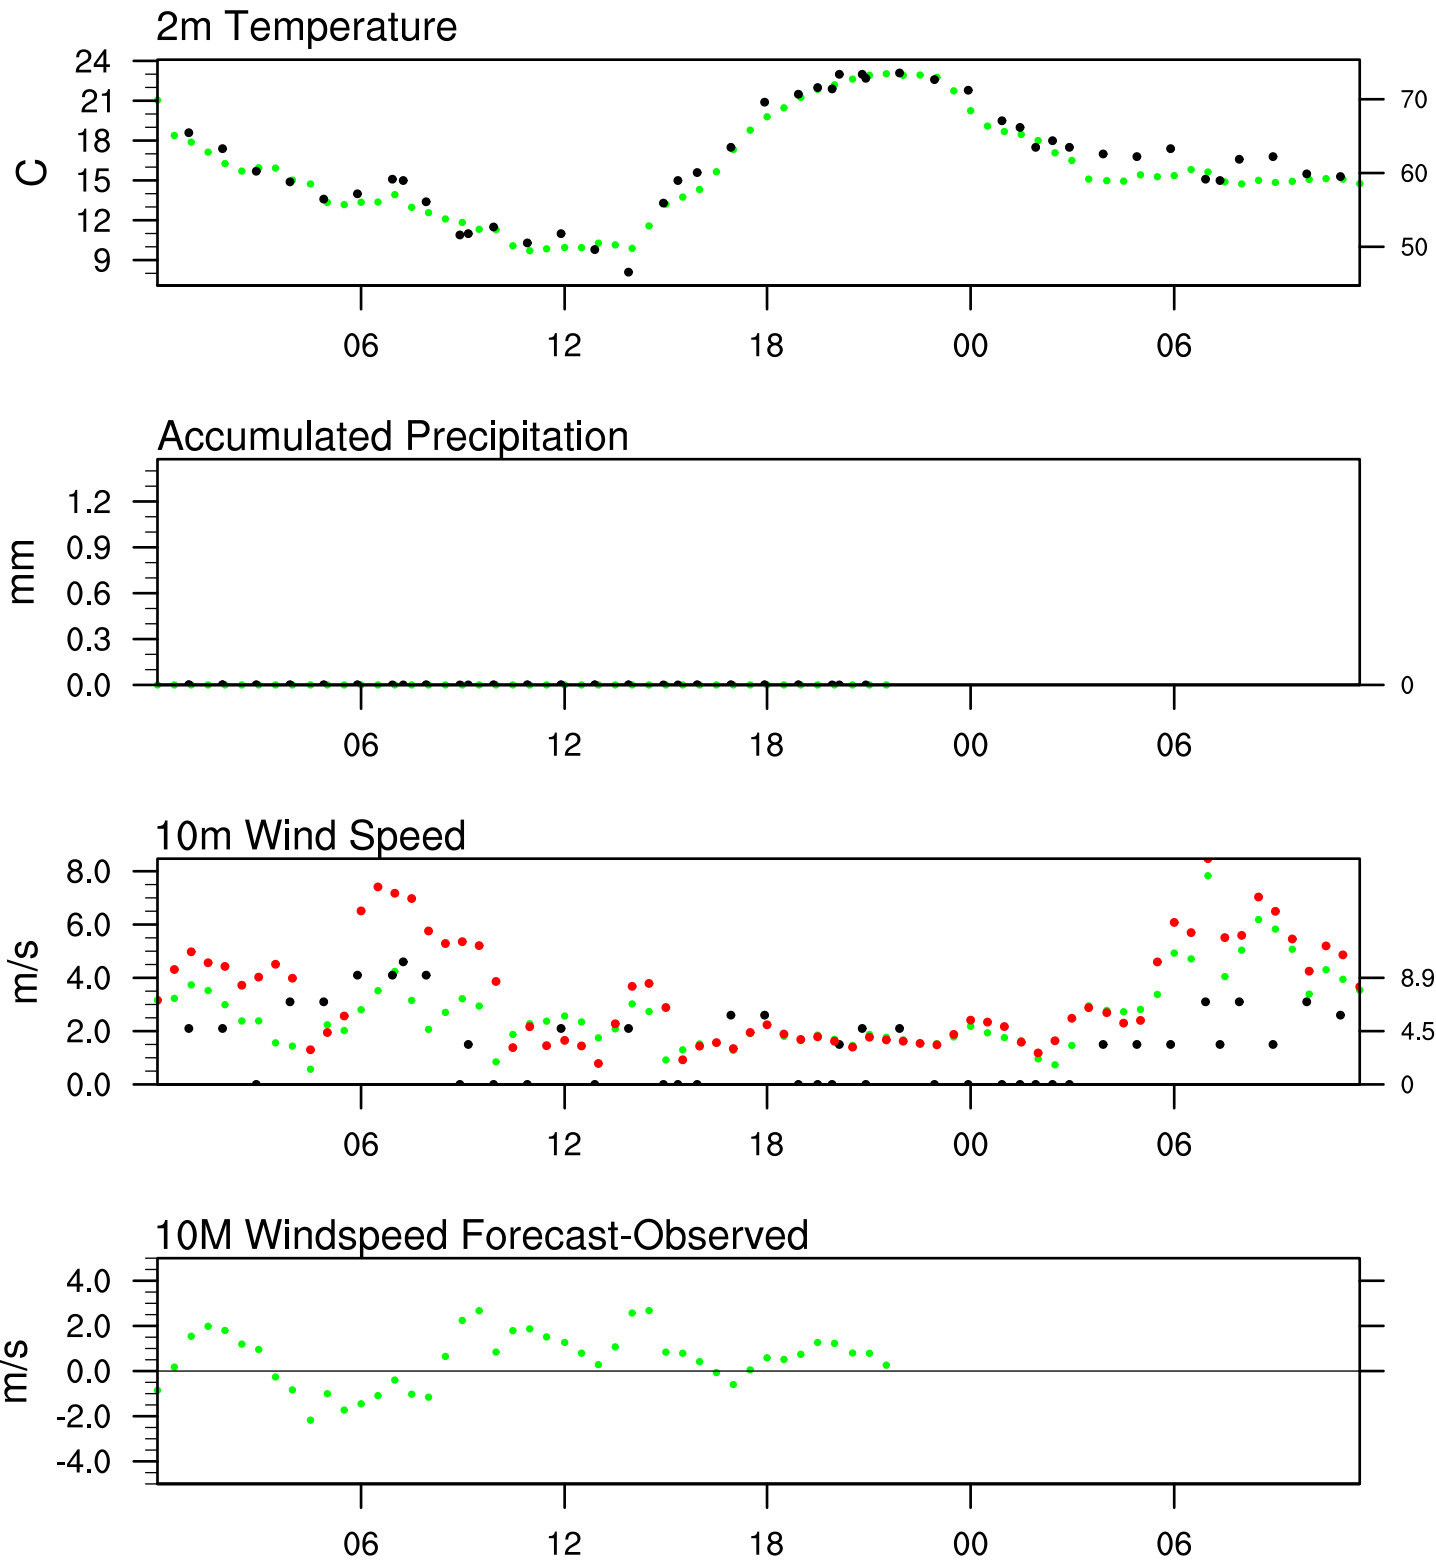 2m Temperature
24
21
18
15
12
9
C
70
60
50
06 12 18 00 06
Accumulated Precipitation
1.2
0.9
0.6
0.3
0.0
mm
0
06 12 18 00 06
10m Wind Speed
8.0
6.0
4.0
2.0
0.0
m/s
8.9
4.5
0
06 12 18 00 06
10M Windspeed Forecast-Observed
4.0
2.0
0.0
-2.0
-4.0
m/s
06 12 18 00 06